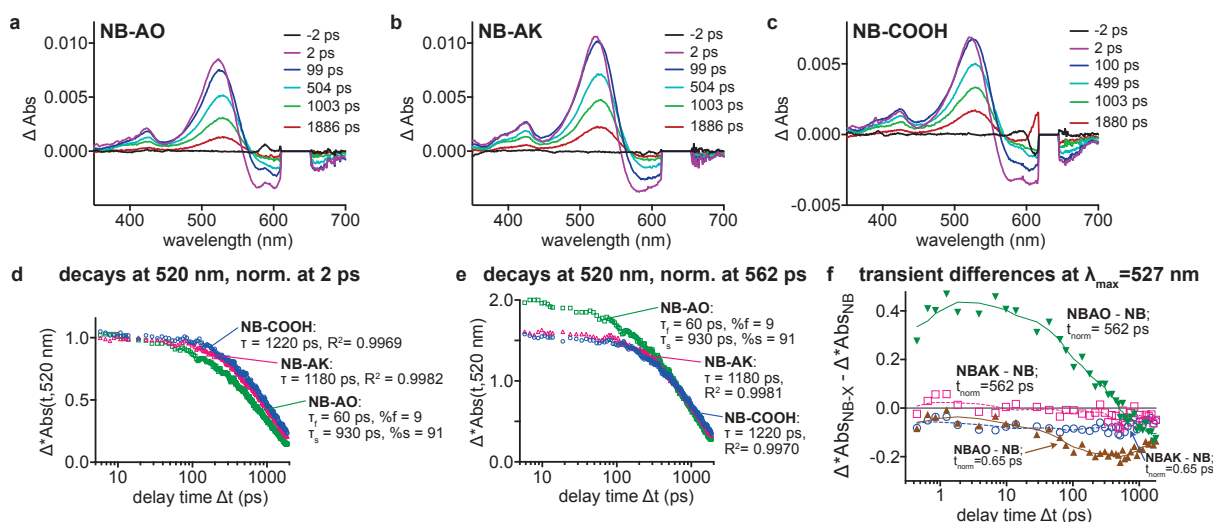 a
NB-AO
-2 ps
2 ps
99 ps
504 ps
1003 ps
1886 ps
0.010
0.005
0.000
Δ Abs
400 500 600 700
wavelength (nm)
b
NB-AK
-2 ps
2 ps
99 ps
504 ps
1003 ps
1886 ps
0.010
0.005
0.000
Δ Abs
400 500 600 700
wavelength (nm)
c
NB-COOH
-2 ps
2 ps
100 ps
499 ps
1003 ps
1880 ps
0.010
0.005
0.000
-0.005
Δ Abs
400 500 600 700
wavelength (nm)
d decays at 520 nm, norm. at 2 ps
1.0
0.5
0.0
Δ*Abs(t,520 nm)
NB-COOH:
τ = 1220 ps, R² = 0.9969
NB-AK:
τ = 1180 ps, R² = 0.9982
NB-AO:
τf = 60 ps, %f = 9
τs = 930 ps, %s = 91
10 100 1000
delay time Δt (ps)
e decays at 520 nm, norm. at 562 ps
2.0
1.0
0.0
Δ*Abs(t,520 nm)
NB-AO:
τf = 60 ps, %f = 9
τs = 930 ps, %s = 91
NB-AK:
τ = 1180 ps,
R² = 0.9981
NB-COOH:
τ = 1220 ps,
R²= 0.9970
10 100 1000
delay time Δt (ps)
f transient differences at λmax=527 nm
0.4
0.2
0.0
-0.2
Δ*AbsNB-X - Δ*AbsNB
NBAO - NB;
tnorm= 562 ps
NBAK - NB;
tnorm=562 ps
NBAO - NB;
tnorm=0.65 ps
NBAK - NB;
tnorm=0.65 ps
1 10 100 1000
delay time Δt (ps)